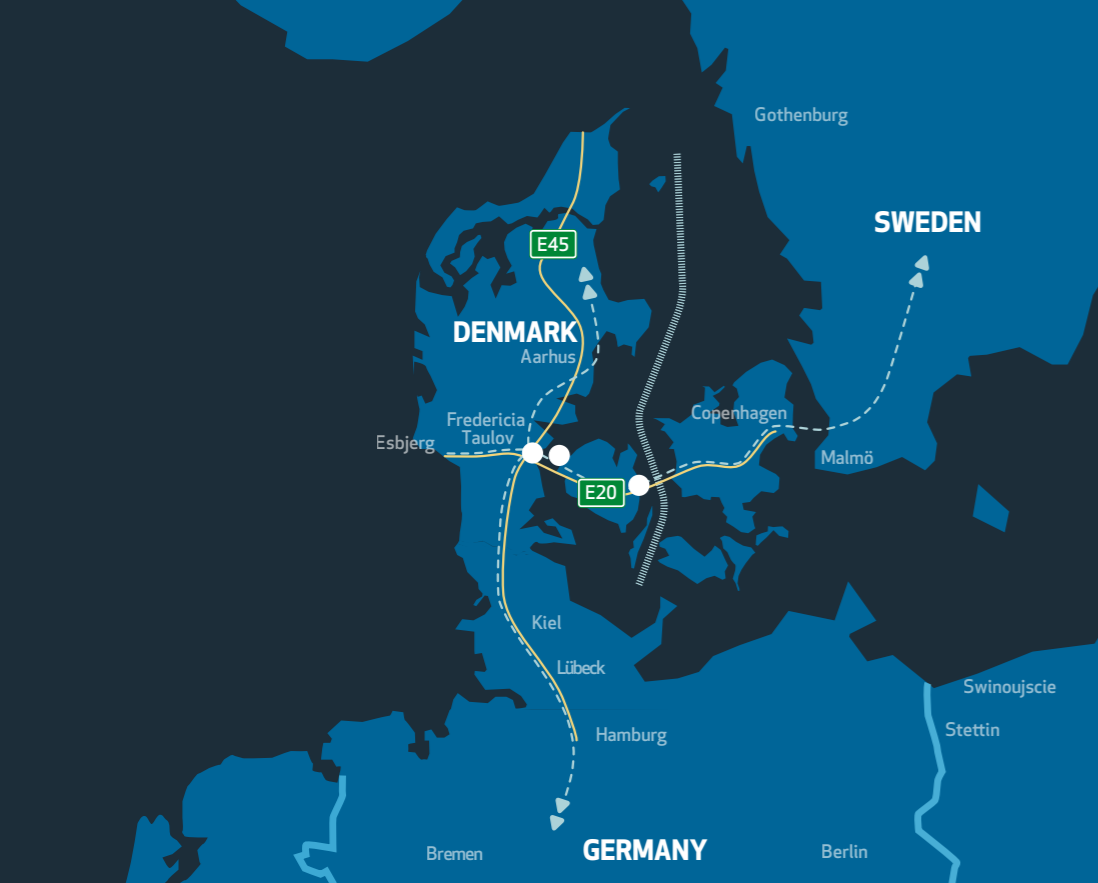 Gothenburg
SWEDEN
E45
DENMARK
Aarhus
Copenhagen
Fredericia
Taulov
Esbjerg
Malmö
E20
Kiel
Lübeck
Swinoujscie
Stettin
Hamburg
GERMANY
Bremen
Berlin